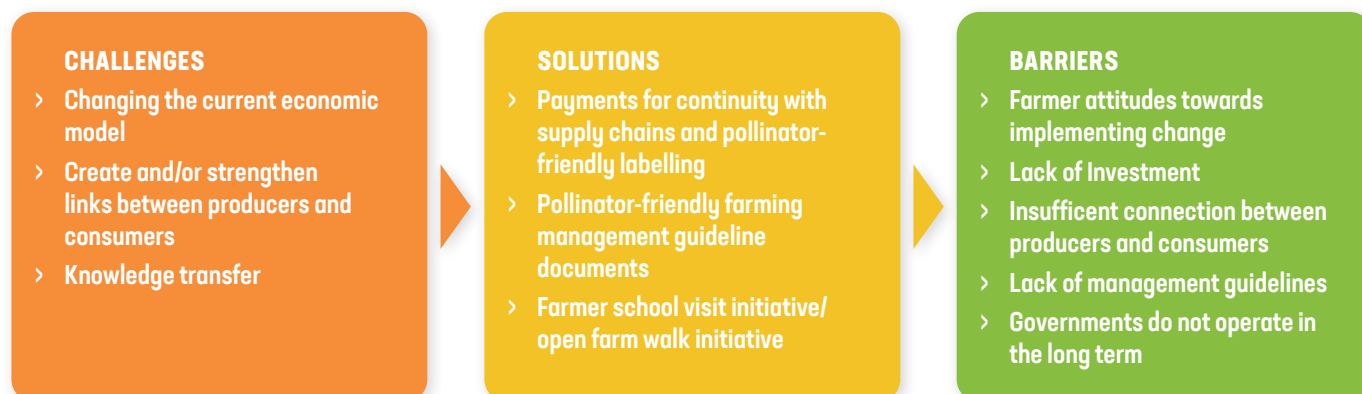 CHALLENGES
> Changing the current economic
model
> Create and/or strengthen
links between producers and
consumers
> Knowledge transfer
SOLUTIONS
> Payments for continuity with
supply chains and pollinator-
friendly labelling
> Pollinator-friendly farming
management guideline
documents
> Farmer school visit initiative/
open farm walk initiative
BARRIERS
> Farmer attitudes towards
implementing change
> Lack of Investment
> Insufficent connection between
producers and consumers
> Lack of management guidelines
> Governments do not operate in
the long term